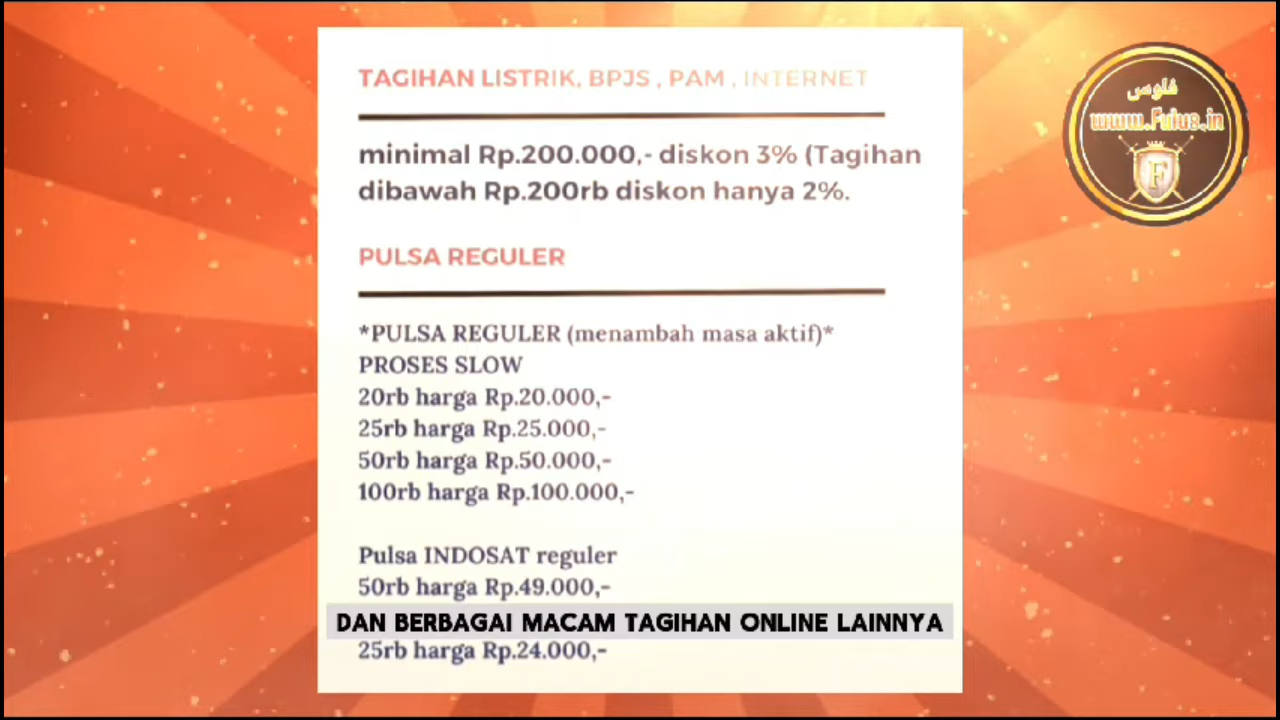 TAGIHAN LISTRIK, BPJS , PAM , INTERNET
minimal Rp.200.000,- diskon 3% (Tagihan
dibawah Rp.200rb diskon hanya 2%.
PULSA REGULER
*PULSA REGULER (menambah masa aktif)*
PROSES SLOW
20rb harga Rp.20.000,-
25rb harga Rp.25.000,-
50rb harga Rp.50.000,-
100rb harga Rp.100.000,-
Pulsa INDOSAT reguler
50rb harga Rp.49.000,-
DAN BERBAGAI MACAM TAGIHAN ONLINE LAINNYA
25rb harga Rp.24.000,-
فلوس
www.Fulus.in
F